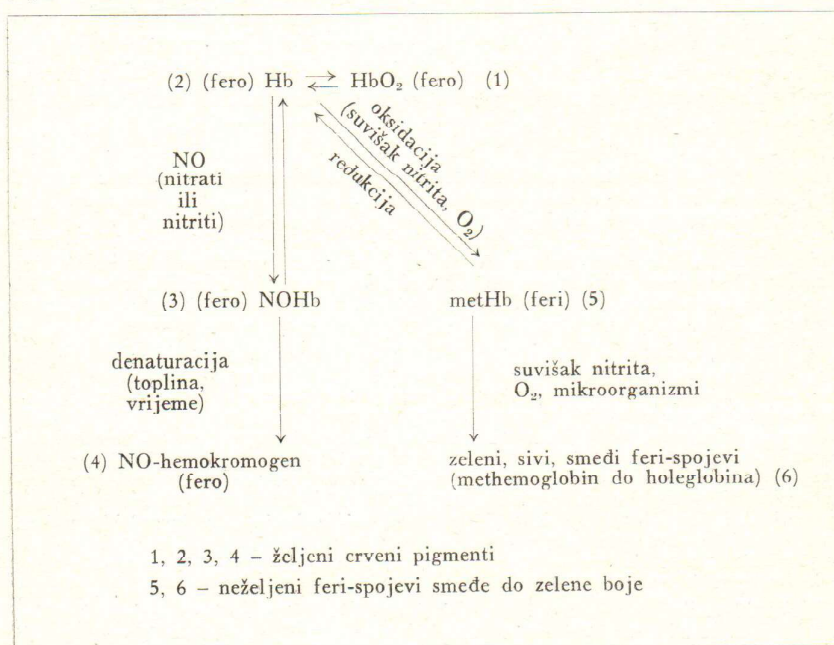 (2) (fero) Hb ⇄ HbO₂ (fero) (1)
oksidacija
(suvišak nitrita, O₂)
redukcija
NO
(nitrati
ili
nitriti)
(3) (fero) NOHb
metHb (feri) (5)
denaturacija
(toplina,
vrijeme)
suvišak nitrita,
O₂, mikroorganizmi
(4) NO-hemokromogen
(fero)
zeleni, sivi, smeđi feri-spojevi
(methemoglobin do holeglobina) (6)
1, 2, 3, 4 – željeni crveni pigmenti
5, 6 – neželjeni feri-spojevi smeđe do zelene boje